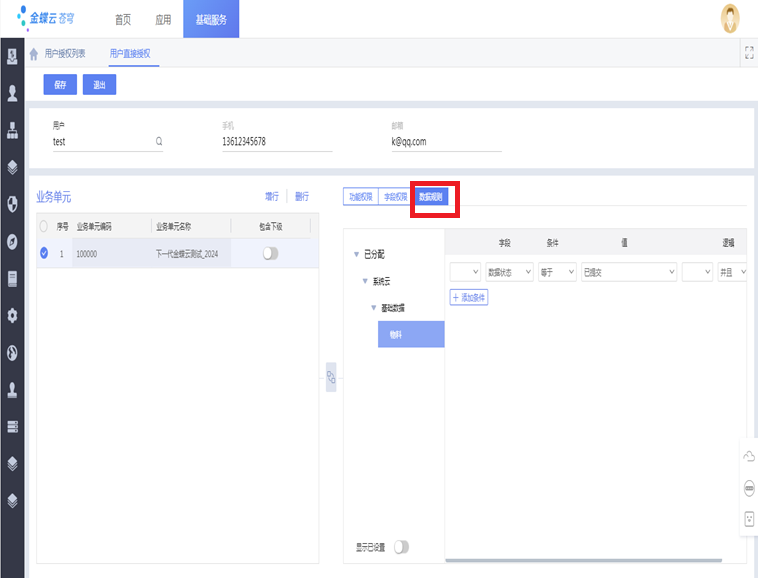 金蝶云 苍穹 首页 应用 基础服务
用户授权列表 用户直接授权
保存 退出
用户 手机 邮箱
test 13612345678 k@qq.com
业务单元 增行 删行 功能权限 字段权限 数据规则
序号 业务单元编码 业务单元名称 包含下级
1 100000 下一代金蝶云测试_2024
字段 条件 值 逻辑
已分配
数据状态 等于 已提交 并且
系统云
+ 添加条件
基础数据
物料
显示已设置